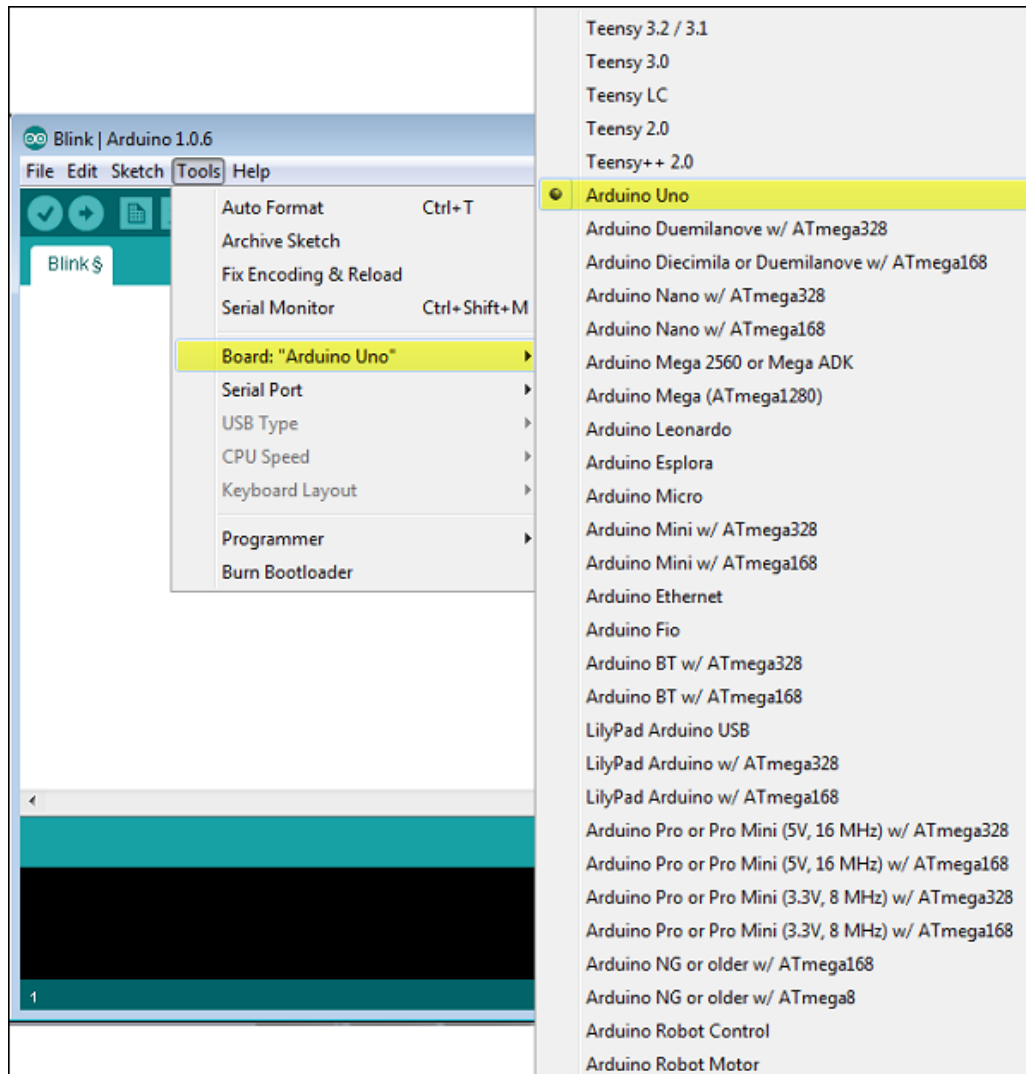 Blink | Arduino 1.0.6
File Edit Sketch Tools Help
Blink §
Auto Format Ctrl+T
Archive Sketch
Fix Encoding & Reload
Serial Monitor Ctrl+Shift+M
Board: "Arduino Uno"
Serial Port
USB Type
CPU Speed
Keyboard Layout
Programmer
Burn Bootloader
1
Teensy 3.2 / 3.1
Teensy 3.0
Teensy LC
Teensy 2.0
Teensy++ 2.0
Arduino Uno
Arduino Duemilanove w/ ATmega328
Arduino Diecimila or Duemilanove w/ ATmega168
Arduino Nano w/ ATmega328
Arduino Nano w/ ATmega168
Arduino Mega 2560 or Mega ADK
Arduino Mega (ATmega1280)
Arduino Leonardo
Arduino Esplora
Arduino Micro
Arduino Mini w/ ATmega328
Arduino Mini w/ ATmega168
Arduino Ethernet
Arduino Fio
Arduino BT w/ ATmega328
Arduino BT w/ ATmega168
LilyPad Arduino USB
LilyPad Arduino w/ ATmega328
LilyPad Arduino w/ ATmega168
Arduino Pro or Pro Mini (5V, 16 MHz) w/ ATmega328
Arduino Pro or Pro Mini (5V, 16 MHz) w/ ATmega168
Arduino Pro or Pro Mini (3.3V, 8 MHz) w/ ATmega328
Arduino Pro or Pro Mini (3.3V, 8 MHz) w/ ATmega168
Arduino NG or older w/ ATmega168
Arduino NG or older w/ ATmega8
Arduino Robot Control
Arduino Robot Motor